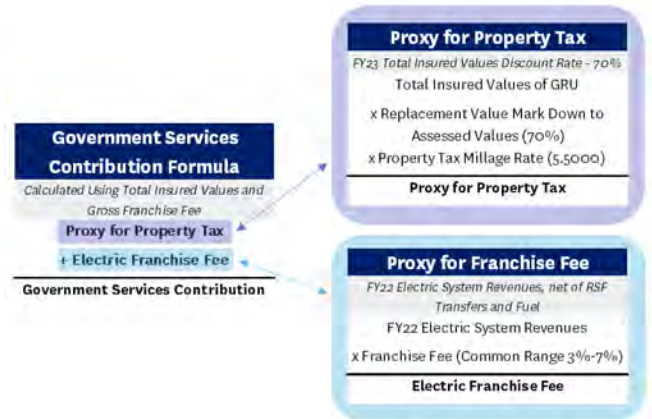 Government Services
Contribution Formula
Calculated Using Total Insured Values and
Gross Franchise Fee
Proxy for Property Tax
+ Electric Franchise Fee
Government Services Contribution
Proxy for Property Tax
FY23 Total Insured Values Discount Rate - 70%
Total Insured Values of GRU
x Replacement Value Mark Down to
Assessed Values (70%)
x Property Tax Millage Rate (5.5000)
Proxy for Property Tax
Proxy for Franchise Fee
FY22 Electric System Revenues, net of RSF
Transfers and Fuel
FY22 Electric System Revenues
x Franchise Fee (Common Range 3%-7%)
Electric Franchise Fee